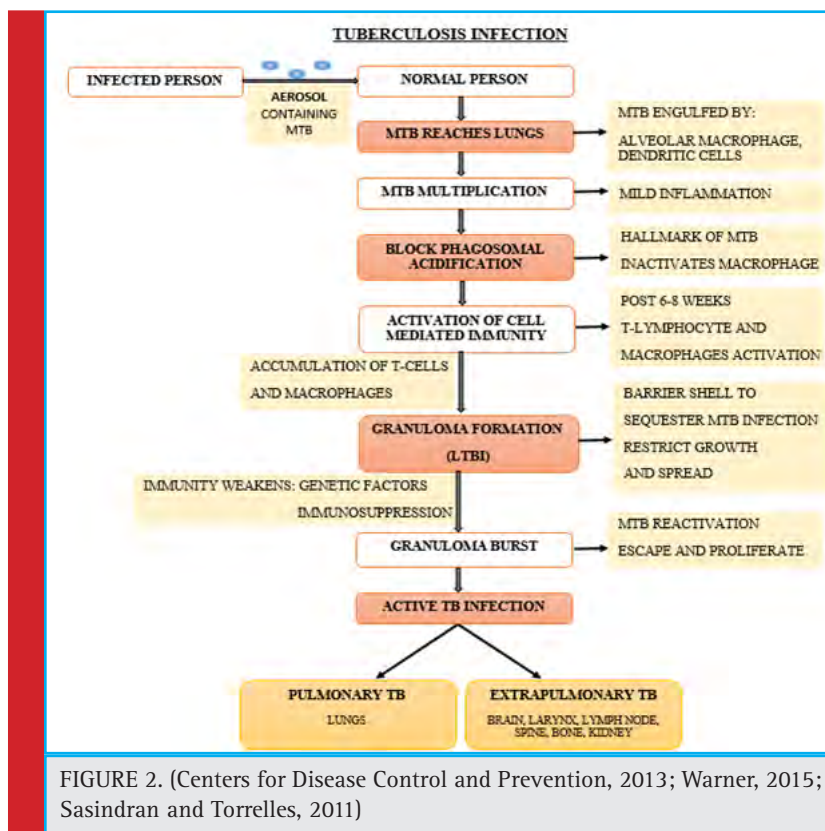 TUBERCULOSIS INFECTION
INFECTED PERSON
AEROSOL
CONTAINING
MTB
NORMAL PERSON
MTB REACHES LUNGS
MTB ENGULFED BY:
ALVEOLAR MACROPHAGE,
DENDRITIC CELLS
MTB MULTIPLICATION
MILD INFLAMMATION
BLOCK PHAGOSOMAL
ACIDIFICATION
HALLMARK OF MTB
INACTIVATES MACROPHAGE
ACTIVATION OF CELL
MEDIATED IMMUNITY
POST 6-8 WEEKS
T-LYMPHOCYTE AND
MACROPHAGES ACTIVATION
ACCUMULATION OF T-CELLS
AND MACROPHAGES
GRANULOMA FORMATION
(LTBI)
BARRIER SHELL TO
SEQUESTER MTB INFECTION
RESTRICT GROWTH
AND SPREAD
IMMUNITY WEAKENS: GENETIC FACTORS
IMMUNOSUPPRESSION
GRANULOMA BURST
MTB REACTIVATION
ESCAPE AND PROLIFERATE
ACTIVE TB INFECTION
PULMONARY TB
LUNGS
EXTRAPULMONARY TB
BRAIN, LARYNX, LYMPH NODE,
SPINE, BONE, KIDNEY
FIGURE 2. (Centers for Disease Control and Prevention, 2013; Warner, 2015;
Sasindran and Torrelles, 2011)